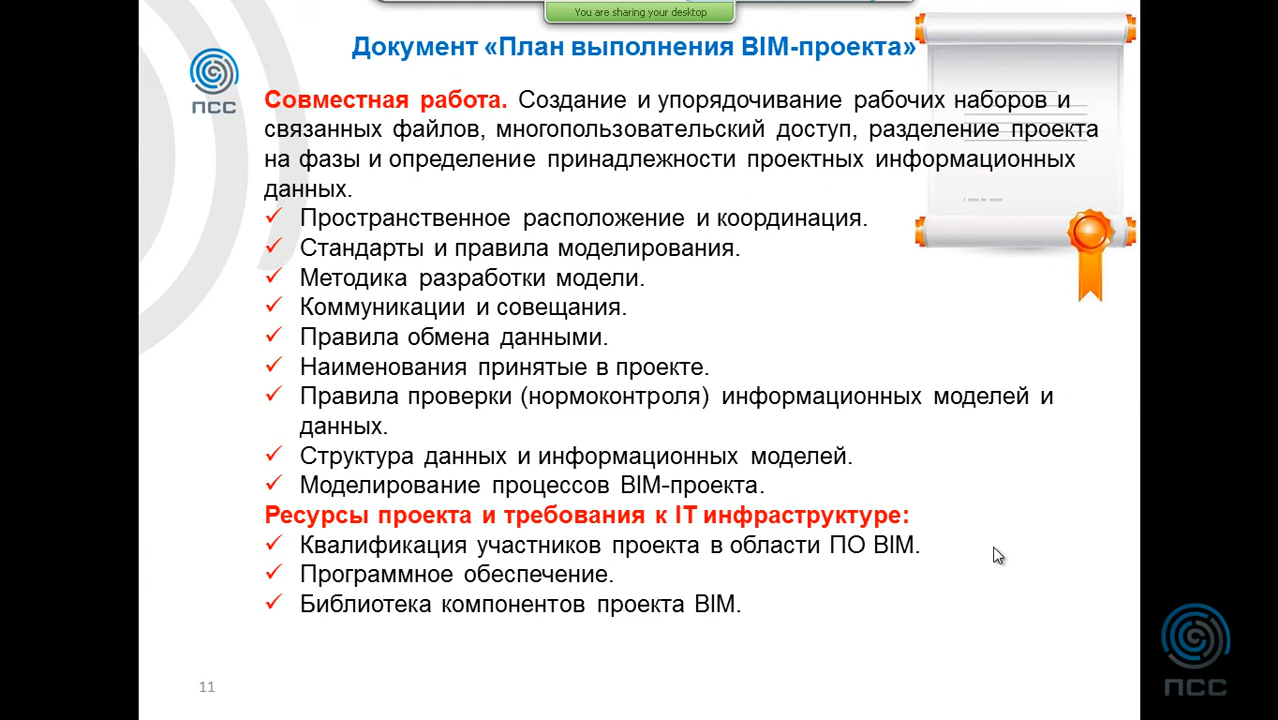 You are sharing your desktop
Документ «План выполнения BIM-проекта»
ПСС
Совместная работа. Создание и упорядочивание рабочих наборов и
связанных файлов, многопользовательский доступ, разделение проекта
на фазы и определение принадлежности проектных информационных
данных.
✓ Пространственное расположение и координация.
✓ Стандарты и правила моделирования.
✓ Методика разработки модели.
✓ Коммуникации и совещания.
✓ Правила обмена данными.
✓ Наименования принятые в проекте.
✓ Правила проверки (нормоконтроля) информационных моделей и
данных.
✓ Структура данных и информационных моделей.
✓ Моделирование процессов BIM-проекта.
Ресурсы проекта и требования к IT инфраструктуре:
✓ Квалификация участников проекта в области ПО BIM.
✓ Программное обеспечение.
✓ Библиотека компонентов проекта BIM.
11
ПСС